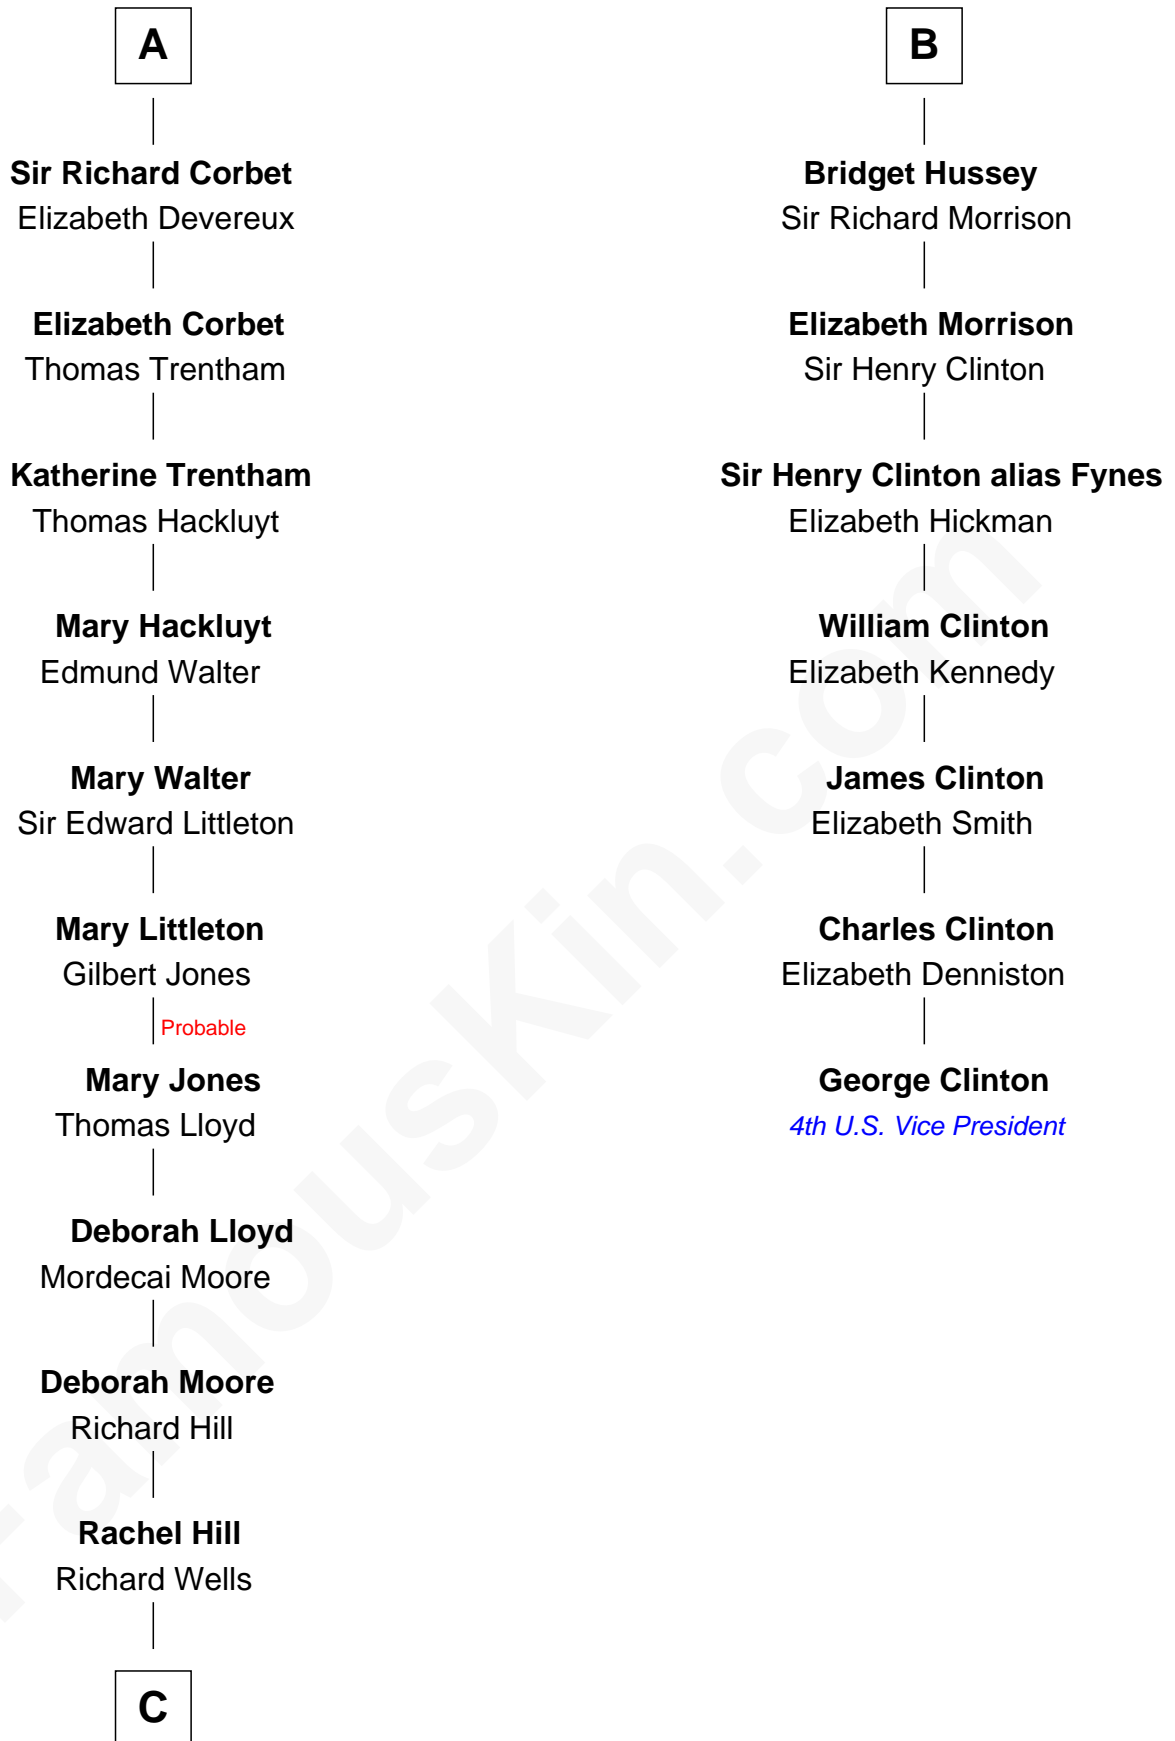 A
Sir Richard Corbet
Elizabeth Devereux
Elizabeth Corbet
Thomas Trentham
Katherine Trentham
Thomas Hackluyt
Mary Hackluyt
Edmund Walter
Mary Walter
Sir Edward Littleton
Mary Littleton
Gilbert Jones
Probable
Mary Jones
Thomas Lloyd
Deborah Lloyd
Mordecai Moore
Deborah Moore
Richard Hill
Rachel Hill
Richard Wells
C
B
Bridget Hussey
Sir Richard Morrison
Elizabeth Morrison
Sir Henry Clinton
Sir Henry Clinton alias Fynes
Elizabeth Hickman
William Clinton
Elizabeth Kennedy
James Clinton
Elizabeth Smith
Charles Clinton
Elizabeth Denniston
George Clinton
4th U.S. Vice President
FamousKin.com